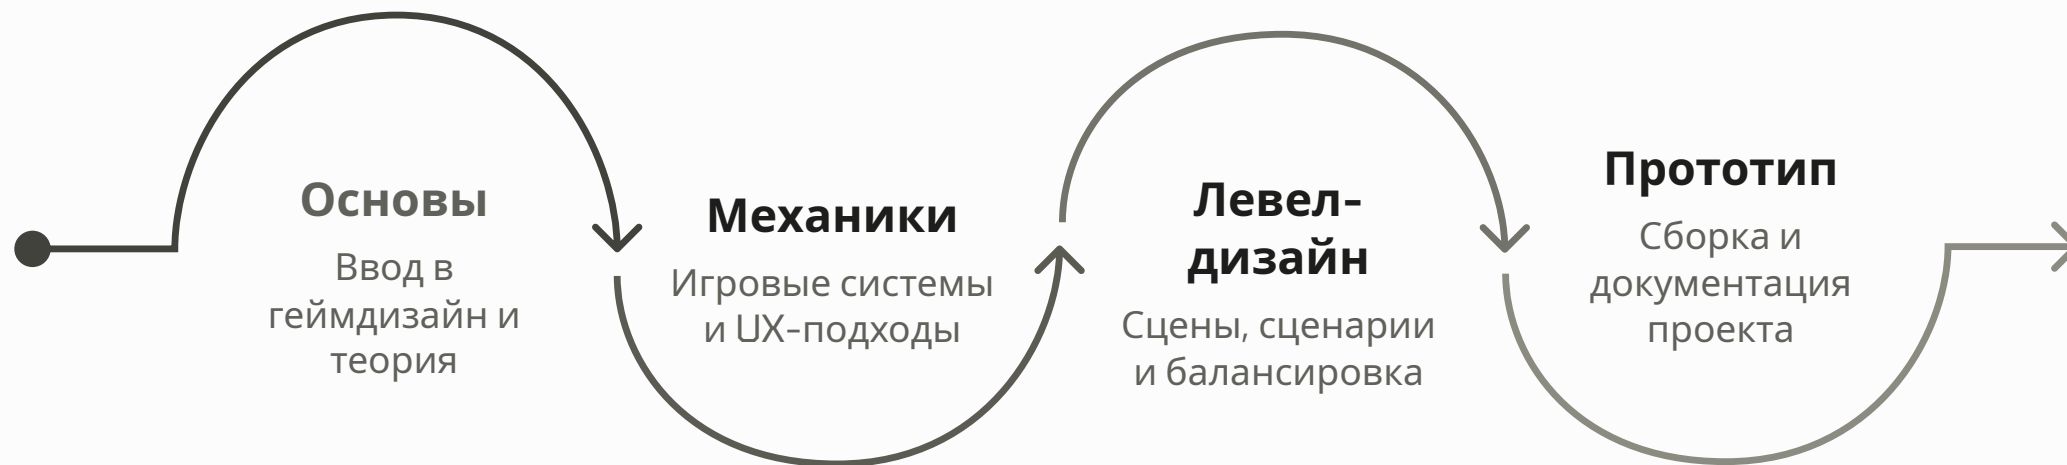 Основы
Ввод в
геймдизайн и
теория
Механики
Игровые системы
и UX-подходы
Левел-
дизайн
Сцены, сценарии
и балансировка
Прототип
Сборка и
документация
проекта